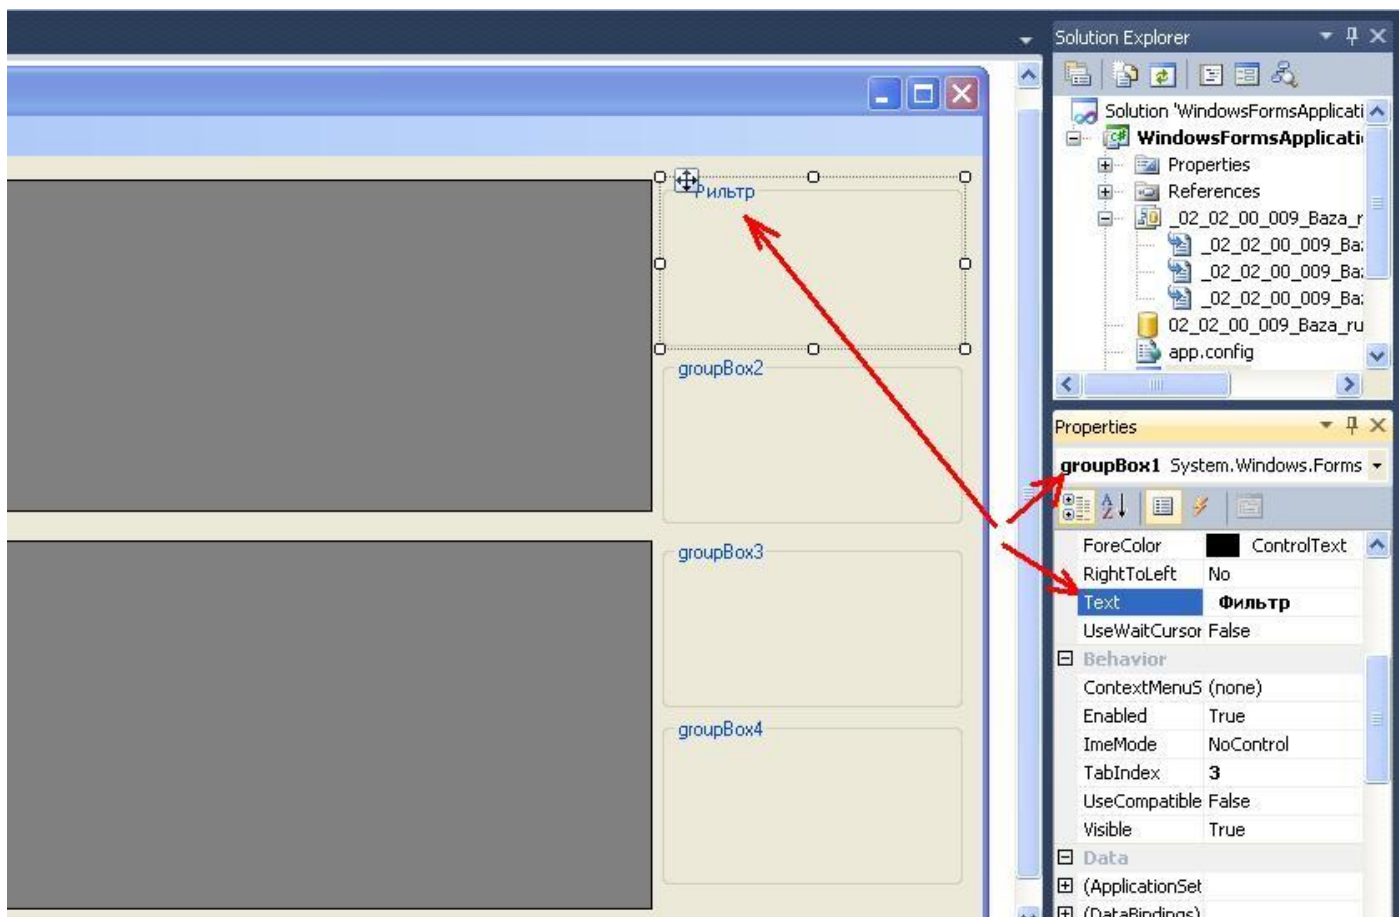 Solution Explorer
Solution 'WindowsFormsApplicati
WindowsFormsApplicati
Properties
References
_02_02_00_009_Baza_r
_02_02_00_009_Ba
_02_02_00_009_Ba
_02_02_00_009_Ba
02_02_00_009_Baza_ru
app.config
Фильтр
groupBox2
groupBox3
groupBox4
Properties
groupBox1 System.Windows.Forms
ForeColor ControlText
RightToLeft No
Text Фильтр
UseWaitCursor False
Behavior
ContextMenuS (none)
Enabled True
ImeMode NoControl
TabIndex 3
UseCompatible False
Visible True
Data
(ApplicationSet
(DataBindings)